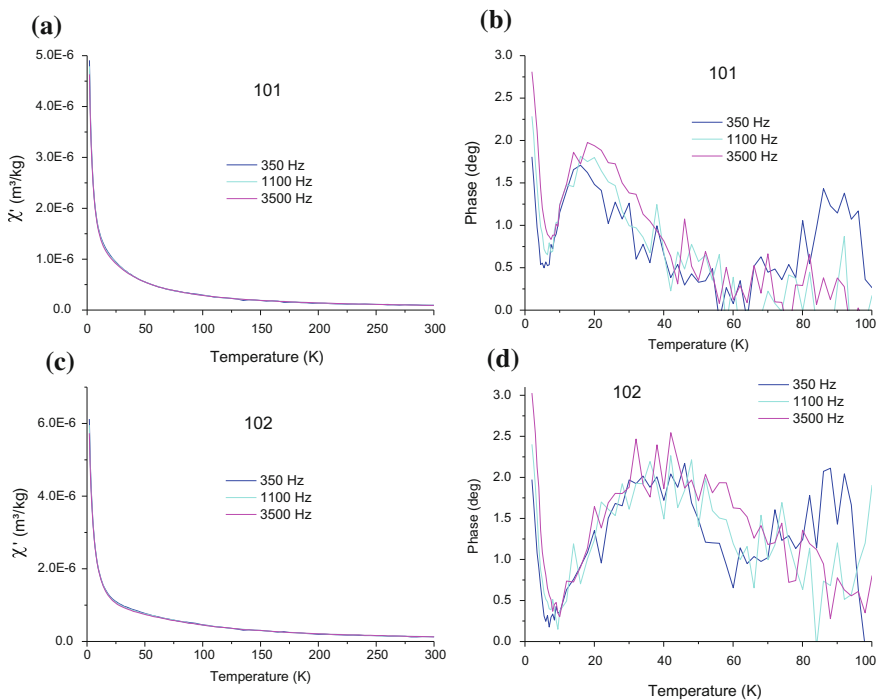 (a)
5.0E-6
4.0E-6
3.0E-6
2.0E-6
1.0E-6
0.0
χ' (m³/kg)
101
350 Hz
1100 Hz
3500 Hz
0 50 100 150 200 250 300
Temperature (K)
(b)
3.0
2.5
2.0
1.5
1.0
0.5
0.0
Phase (deg)
101
350 Hz
1100 Hz
3500 Hz
0 20 40 60 80 100
Temperature (K)
(c)
6.0E-6
4.0E-6
2.0E-6
0.0
χ' (m³/kg)
102
350 Hz
1100 Hz
3500 Hz
0 50 100 150 200 250 300
Temperature (K)
(d)
3.0
2.5
2.0
1.5
1.0
0.5
0.0
Phase (deg)
102
350 Hz
1100 Hz
3500 Hz
0 20 40 60 80 100
Temperature (K)